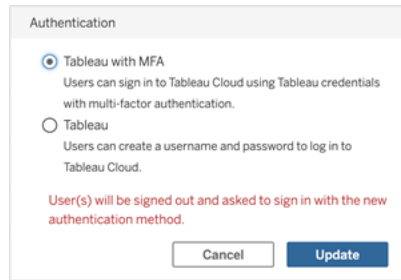 Authentication
Tableau with MFA
Users can sign in to Tableau Cloud using Tableau credentials
with multi-factor authentication.
Tableau
Users can create a username and password to log in to
Tableau Cloud.
User(s) will be signed out and asked to sign in with the new
authentication method.
Cancel
Update